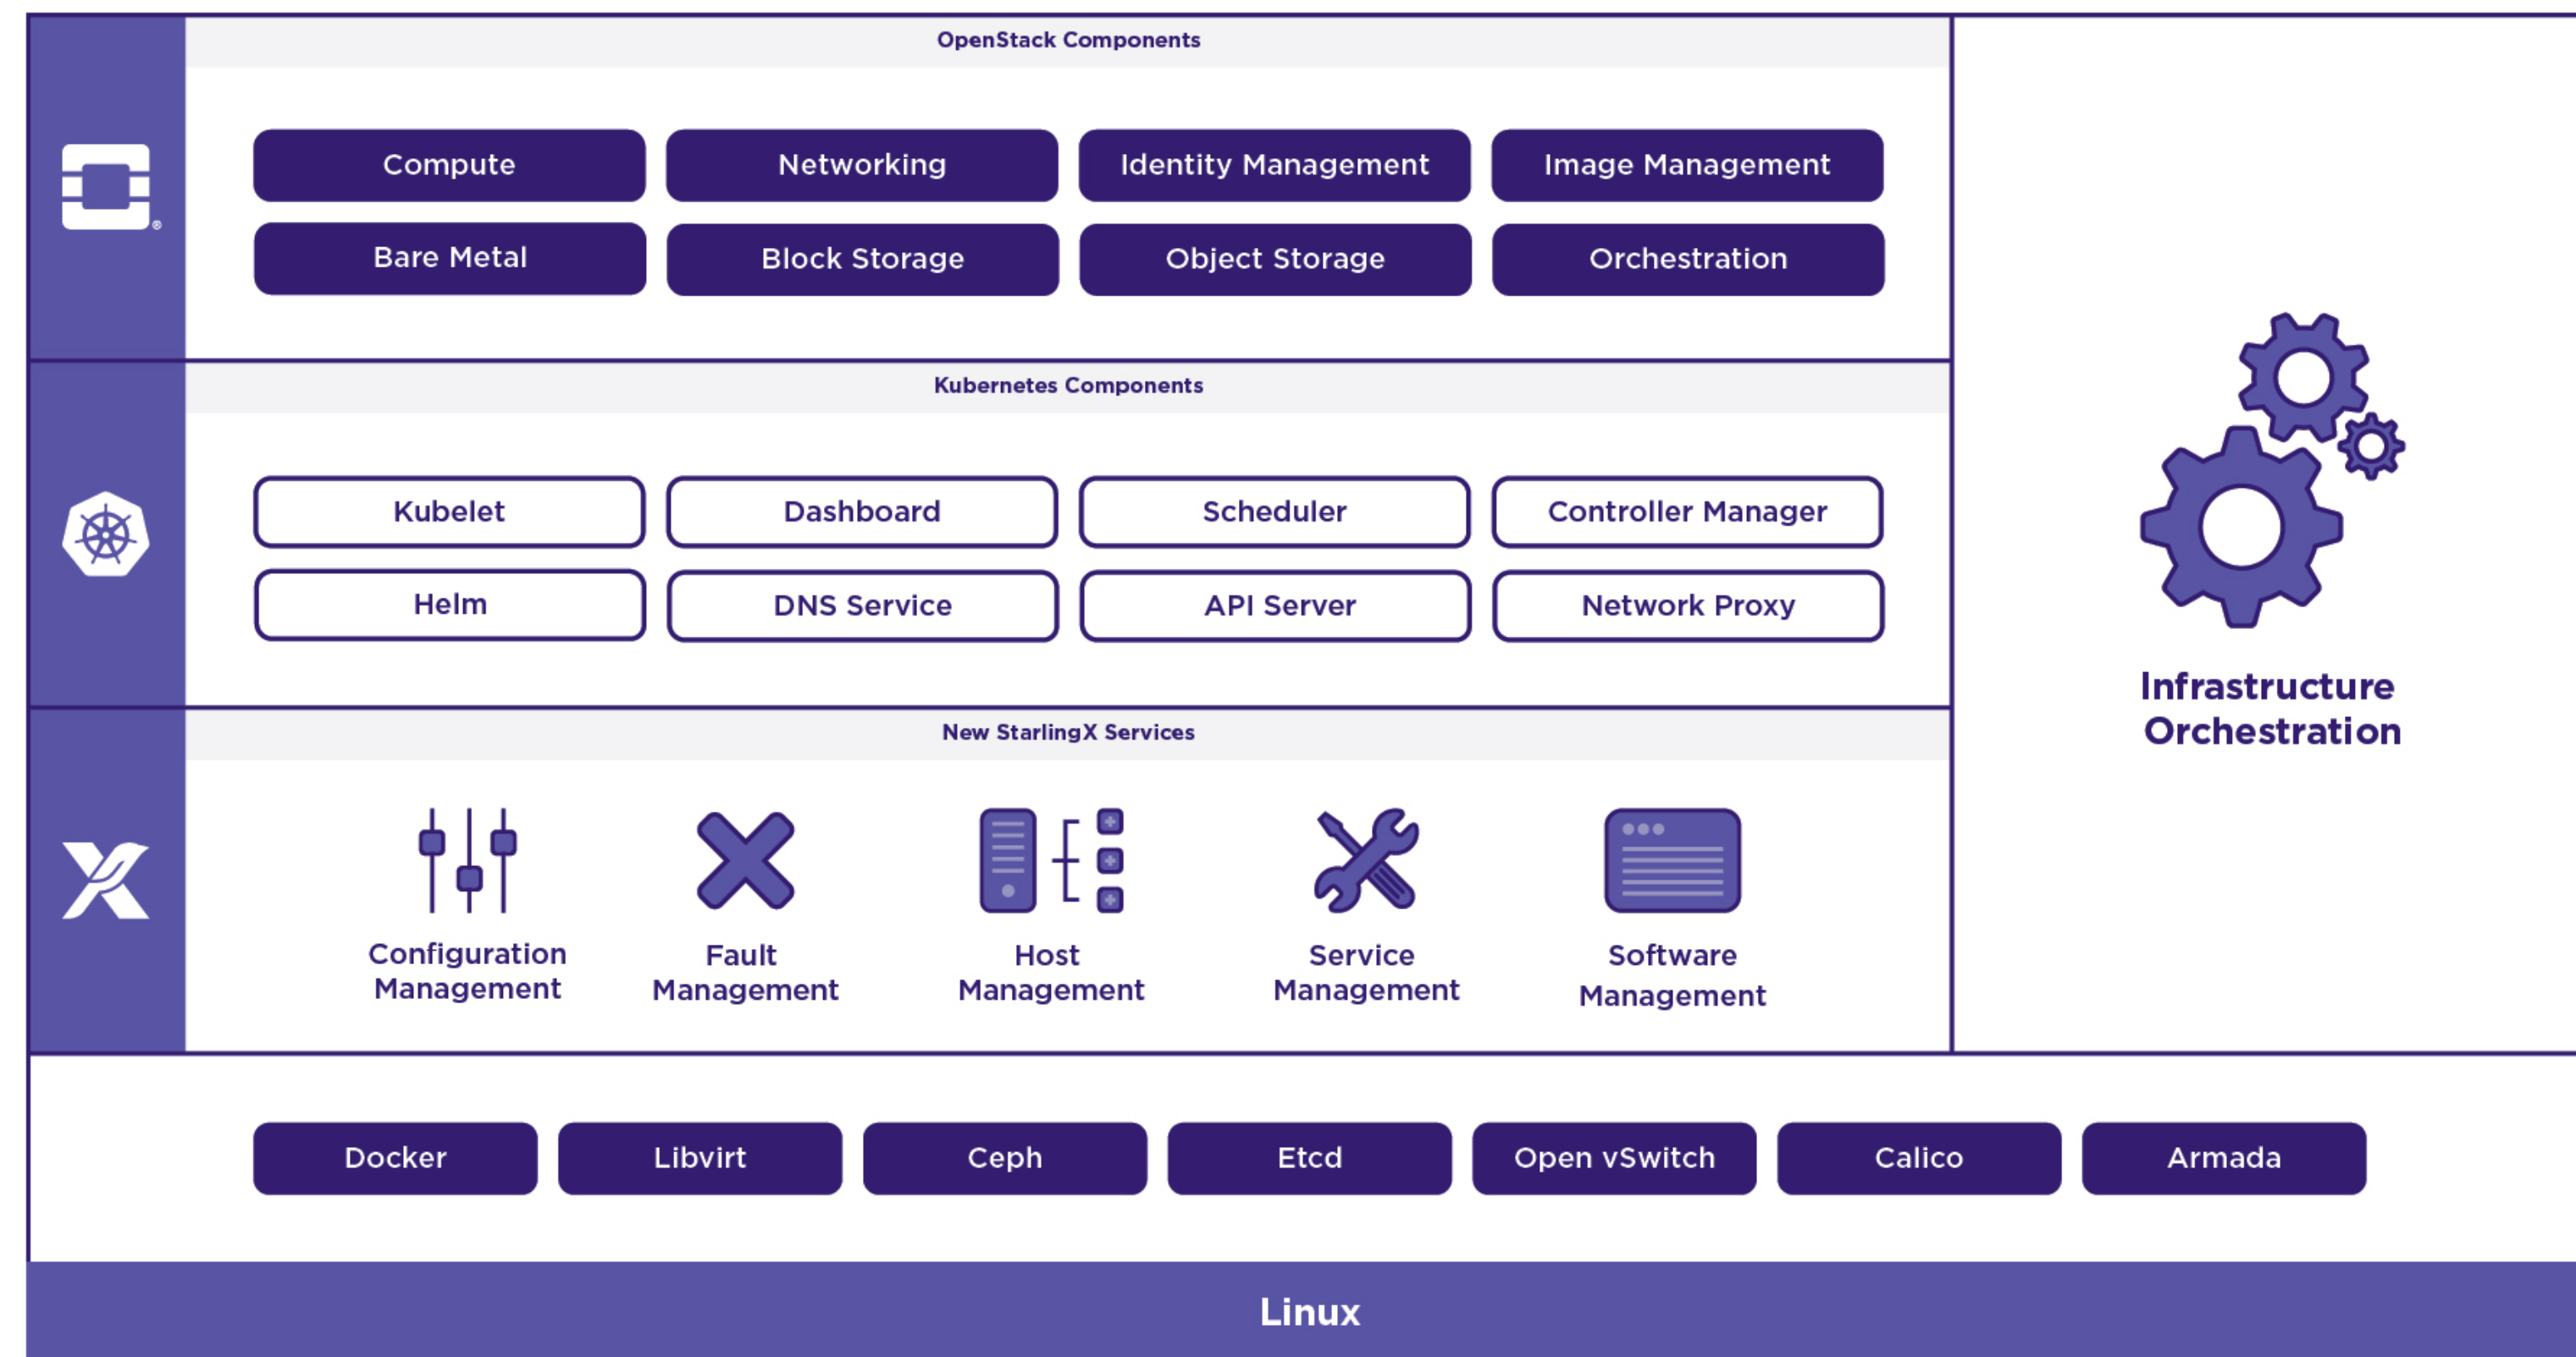 OpenStack Components
Compute
Networking
Identity Management
Image Management
Bare Metal
Block Storage
Object Storage
Orchestration
®
Kubernetes Components
Kubelet
Dashboard
Scheduler
Controller Manager
Helm
DNS Service
API Server
Network Proxy
New StarlingX Services
Configuration
Management
Fault
Management
Host
Management
Service
Management
Software
Management
Infrastructure
Orchestration
Docker
Libvirt
Ceph
Etcd
Open vSwitch
Calico
Armada
Linux